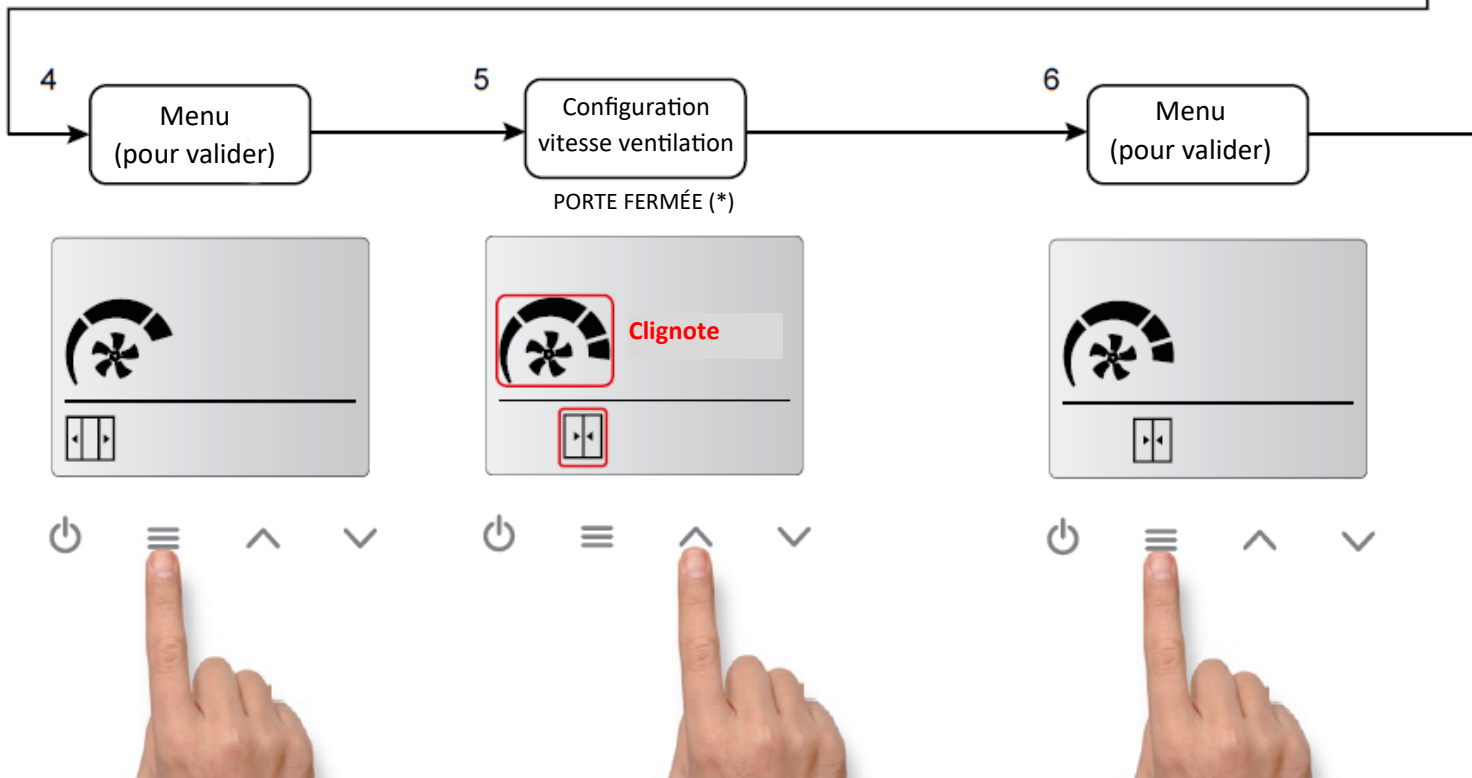 4
Menu
(pour valider)
5
Configuration
vitesse ventilation
PORTE FERMÉE (*)
Clignote
6
Menu
(pour valider)